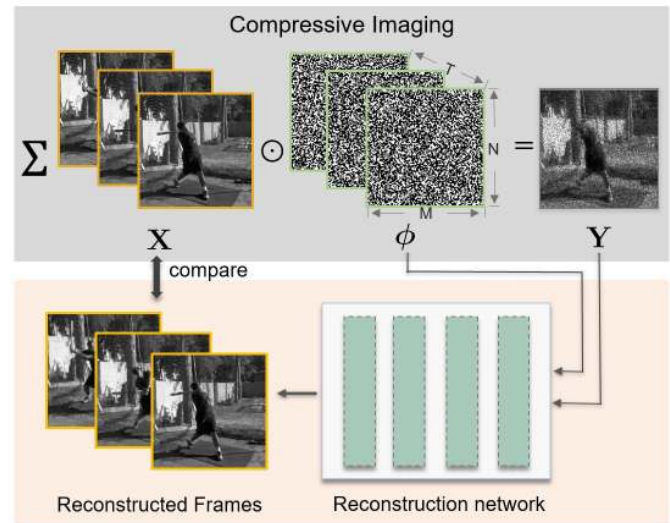 Compressive Imaging
T
Σ
⊙
N
=
M
X
ϕ
Y
compare
Reconstructed Frames
Reconstruction network